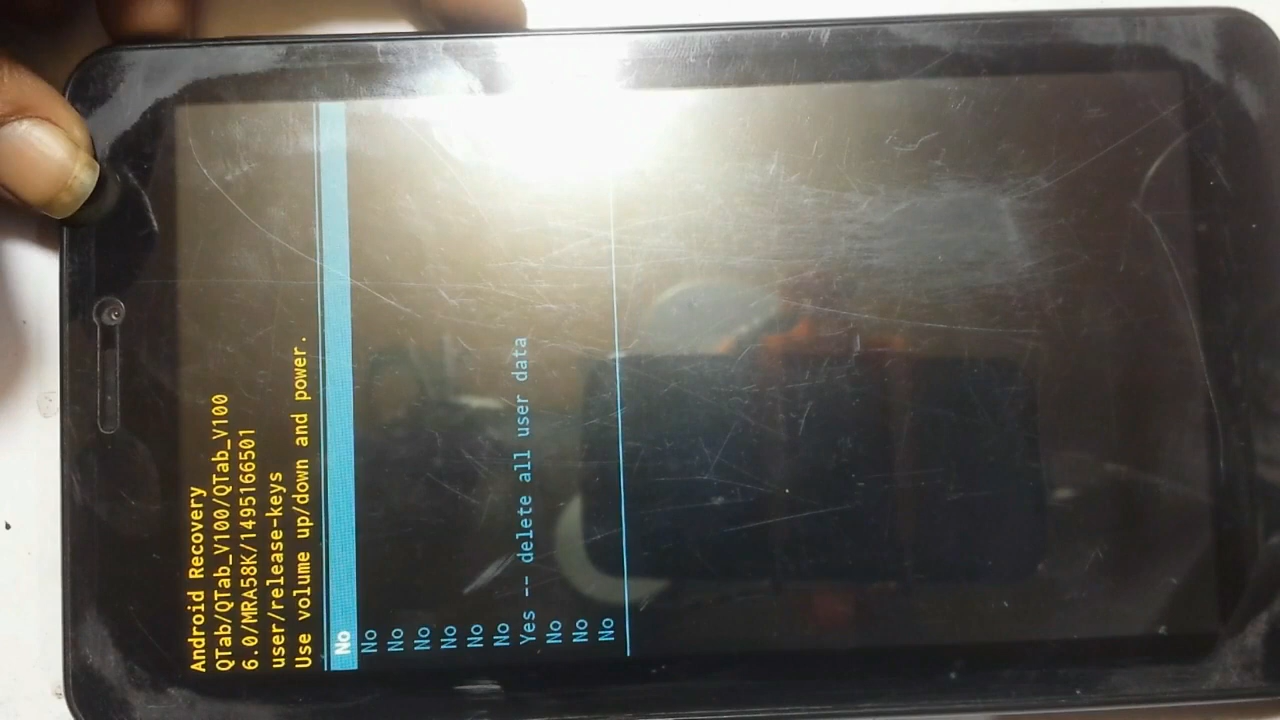 Android Recovery
QTab/QTab_V100/QTab_V100
6.0/MRA58K/1495166501
user/release-keys
Use volume up/down and power.
No
No
No
No
No
No
No
Yes -- delete all user data
No
No
No